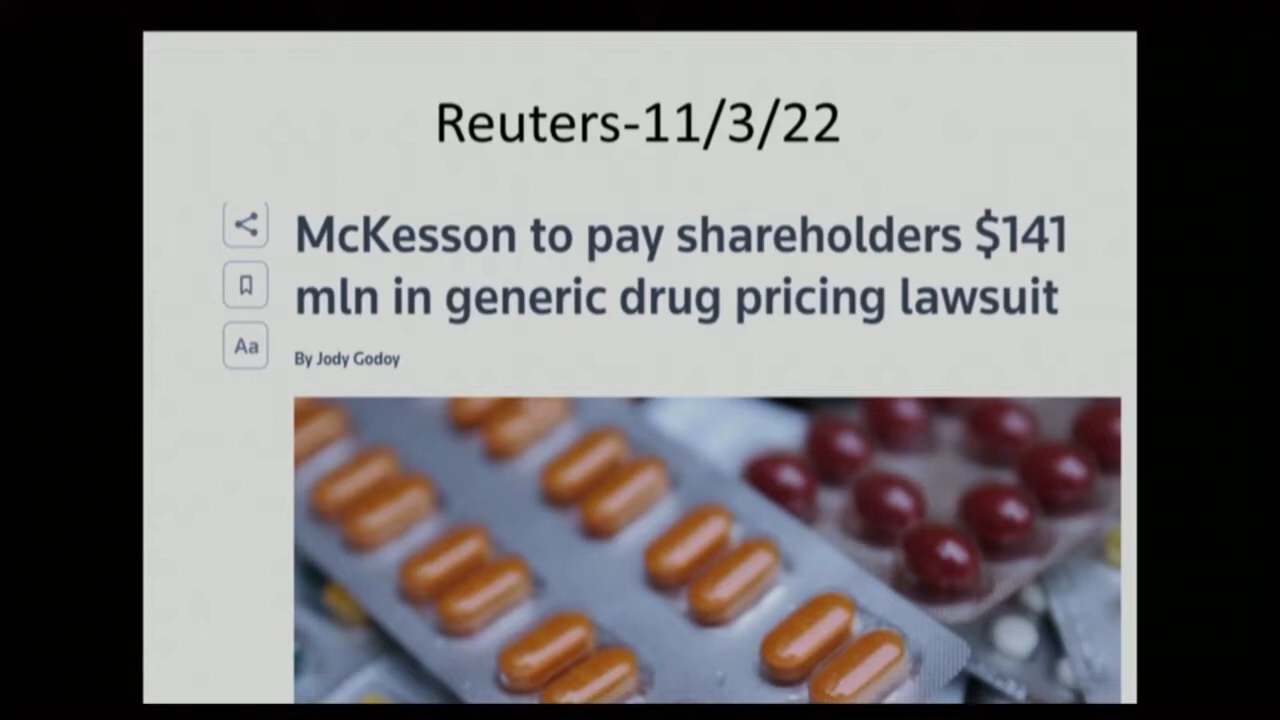 Reuters-11/3/22
McKesson to pay shareholders $141
mln in generic drug pricing lawsuit
Aa
By Jody Godoy